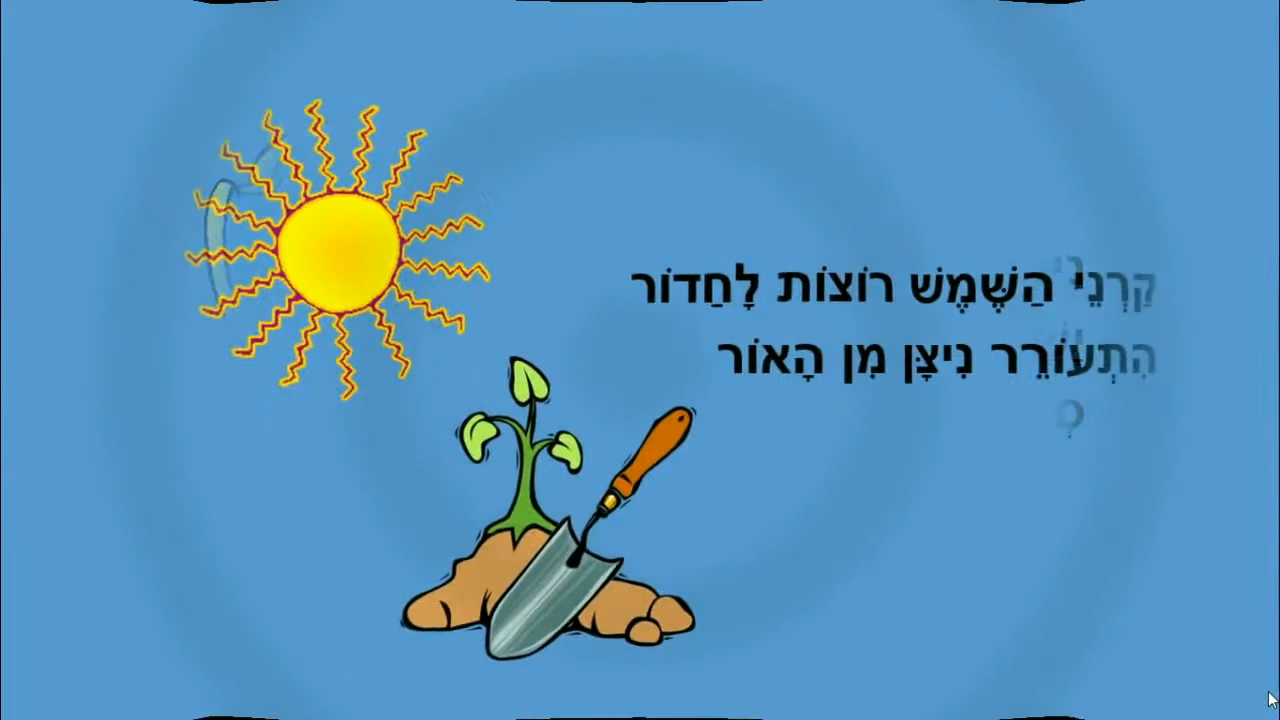 קַרְנֵי הַשֶּׁמֶשׁ רוֹצוֹת לָחַדוֹר
הִתְעוֹרֵר נִיצָּן מִן הָאוֹר